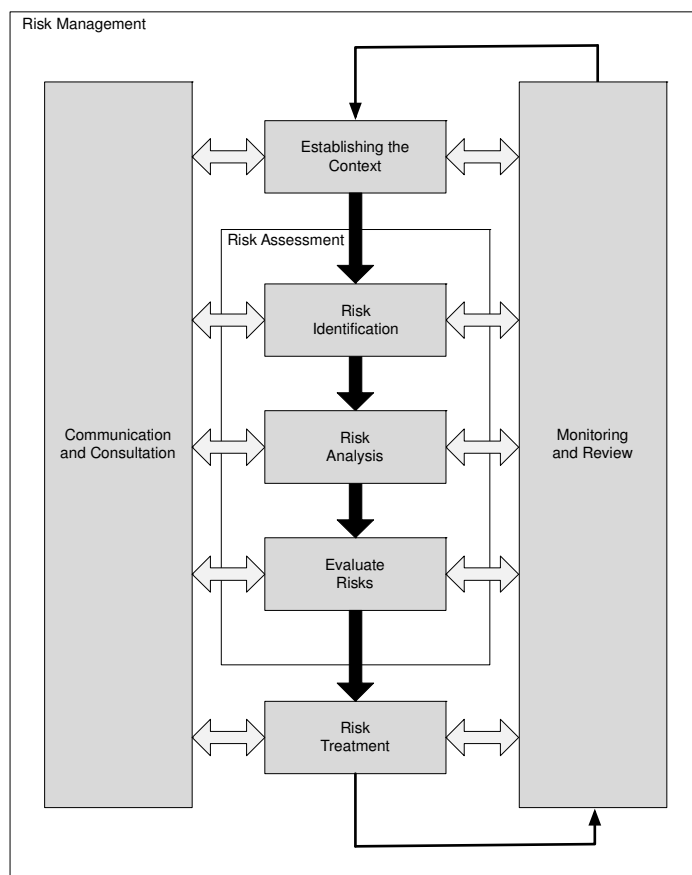 Risk Management
Establishing the
Context
Risk Assessment
Risk
Identification
Communication
and Consultation
Risk
Analysis
Monitoring
and Review
Evaluate
Risks
Risk
Treatment